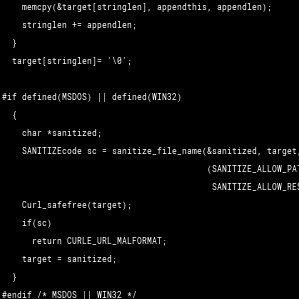 memcpy(&target[stringlen], appendthis, appendlen);
stringlen += appendlen;
}
target[stringlen]= '\0';
#if defined(MSDOS) || defined(WIN32)
{
char *sanitized;
SANITIZEcode sc = sanitize_file_name(&sanitized, target,
(SANITIZE_ALLOW_PAT
SANITIZE_ALLOW_RES
Curl_safefree(target);
if(sc)
return CURLE_URL_MALFORMAT;
target = sanitized;
}
#endif /* MSDOS || WIN32 */